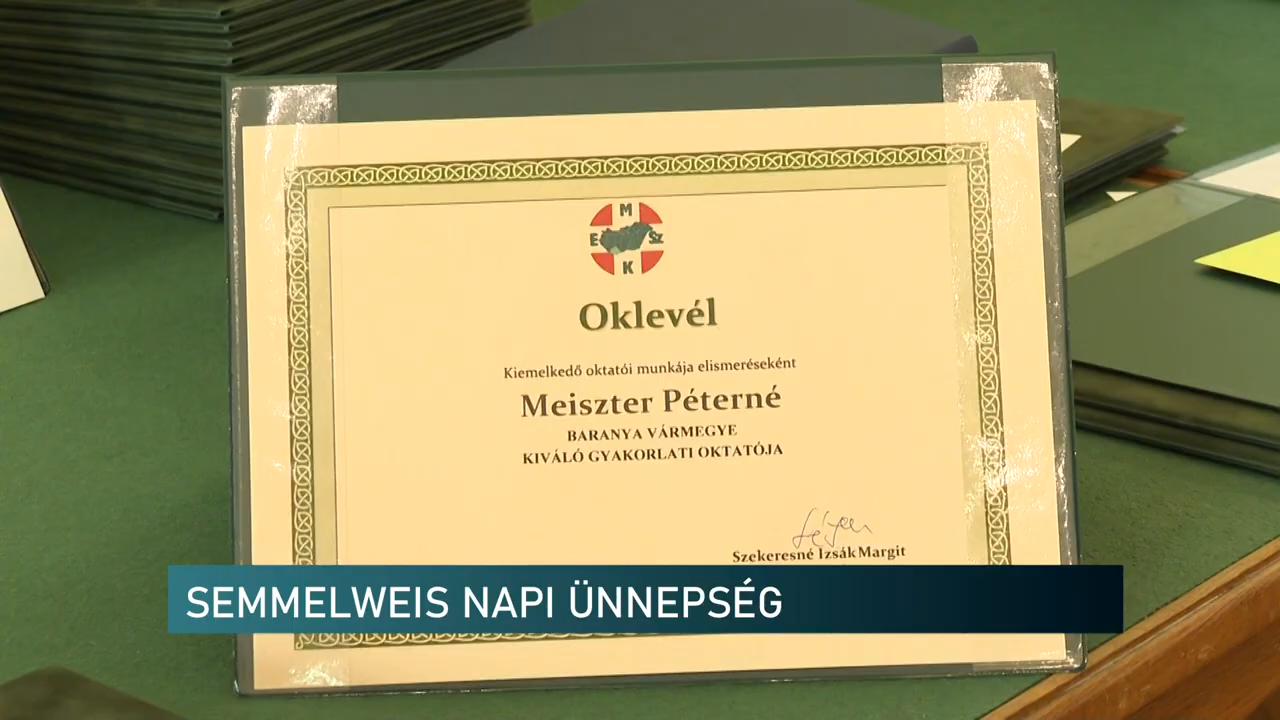 M
E SZ
K
Oklevél
Kiemelkedő oktatói munkája elismeréseként
Meiszter Péterné
BARANYA VÁRMEGYE
KIVÁLÓ GYAKORLATI OKTATÓJA
Szekeresné Izsák Margit
SEMMELWEIS NAPI ÜNNEPSÉG